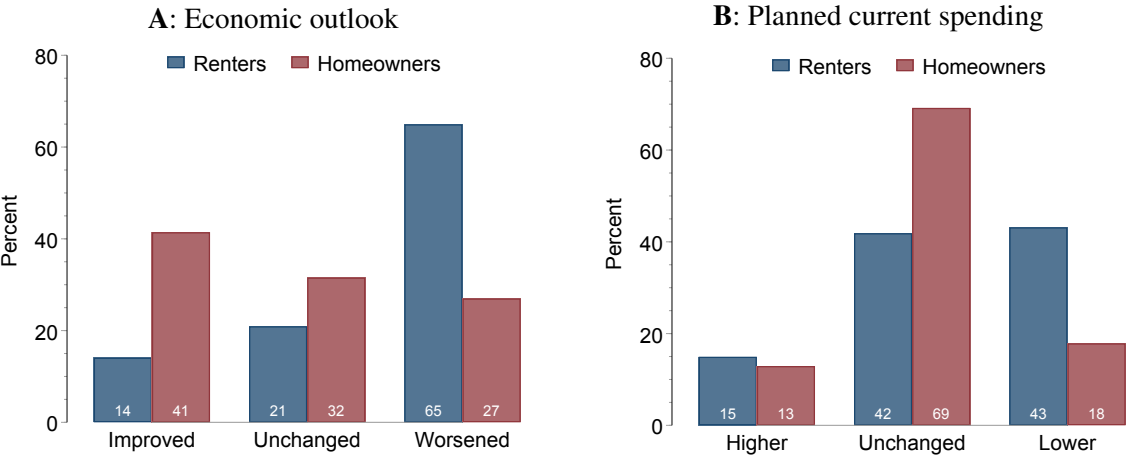 A: Economic outlook
Renters Homeowners
Percent
80
60
40
20
0
14 41 21 32 65 27
Improved Unchanged Worsened
B: Planned current spending
Renters Homeowners
Percent
80
60
40
20
0
15 13 42 69 43 18
Higher Unchanged Lower